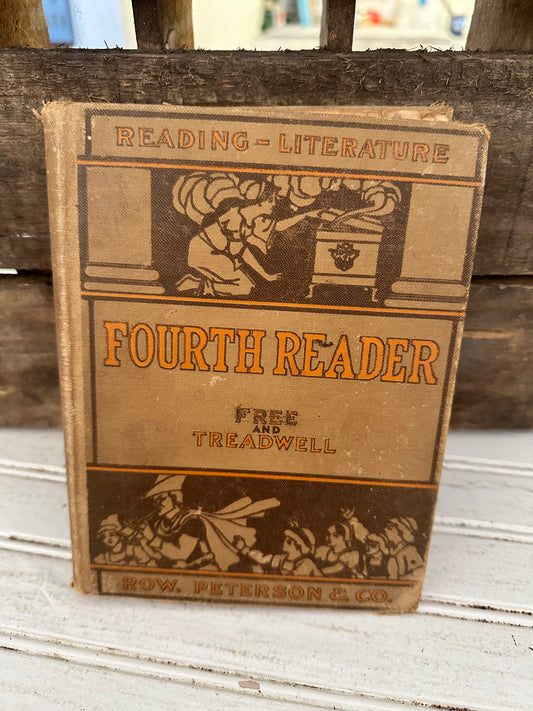 READING - LITERATURE
FOURTH READER
FREE
AND
TREADWELL
ROW, PETERSON & CO.